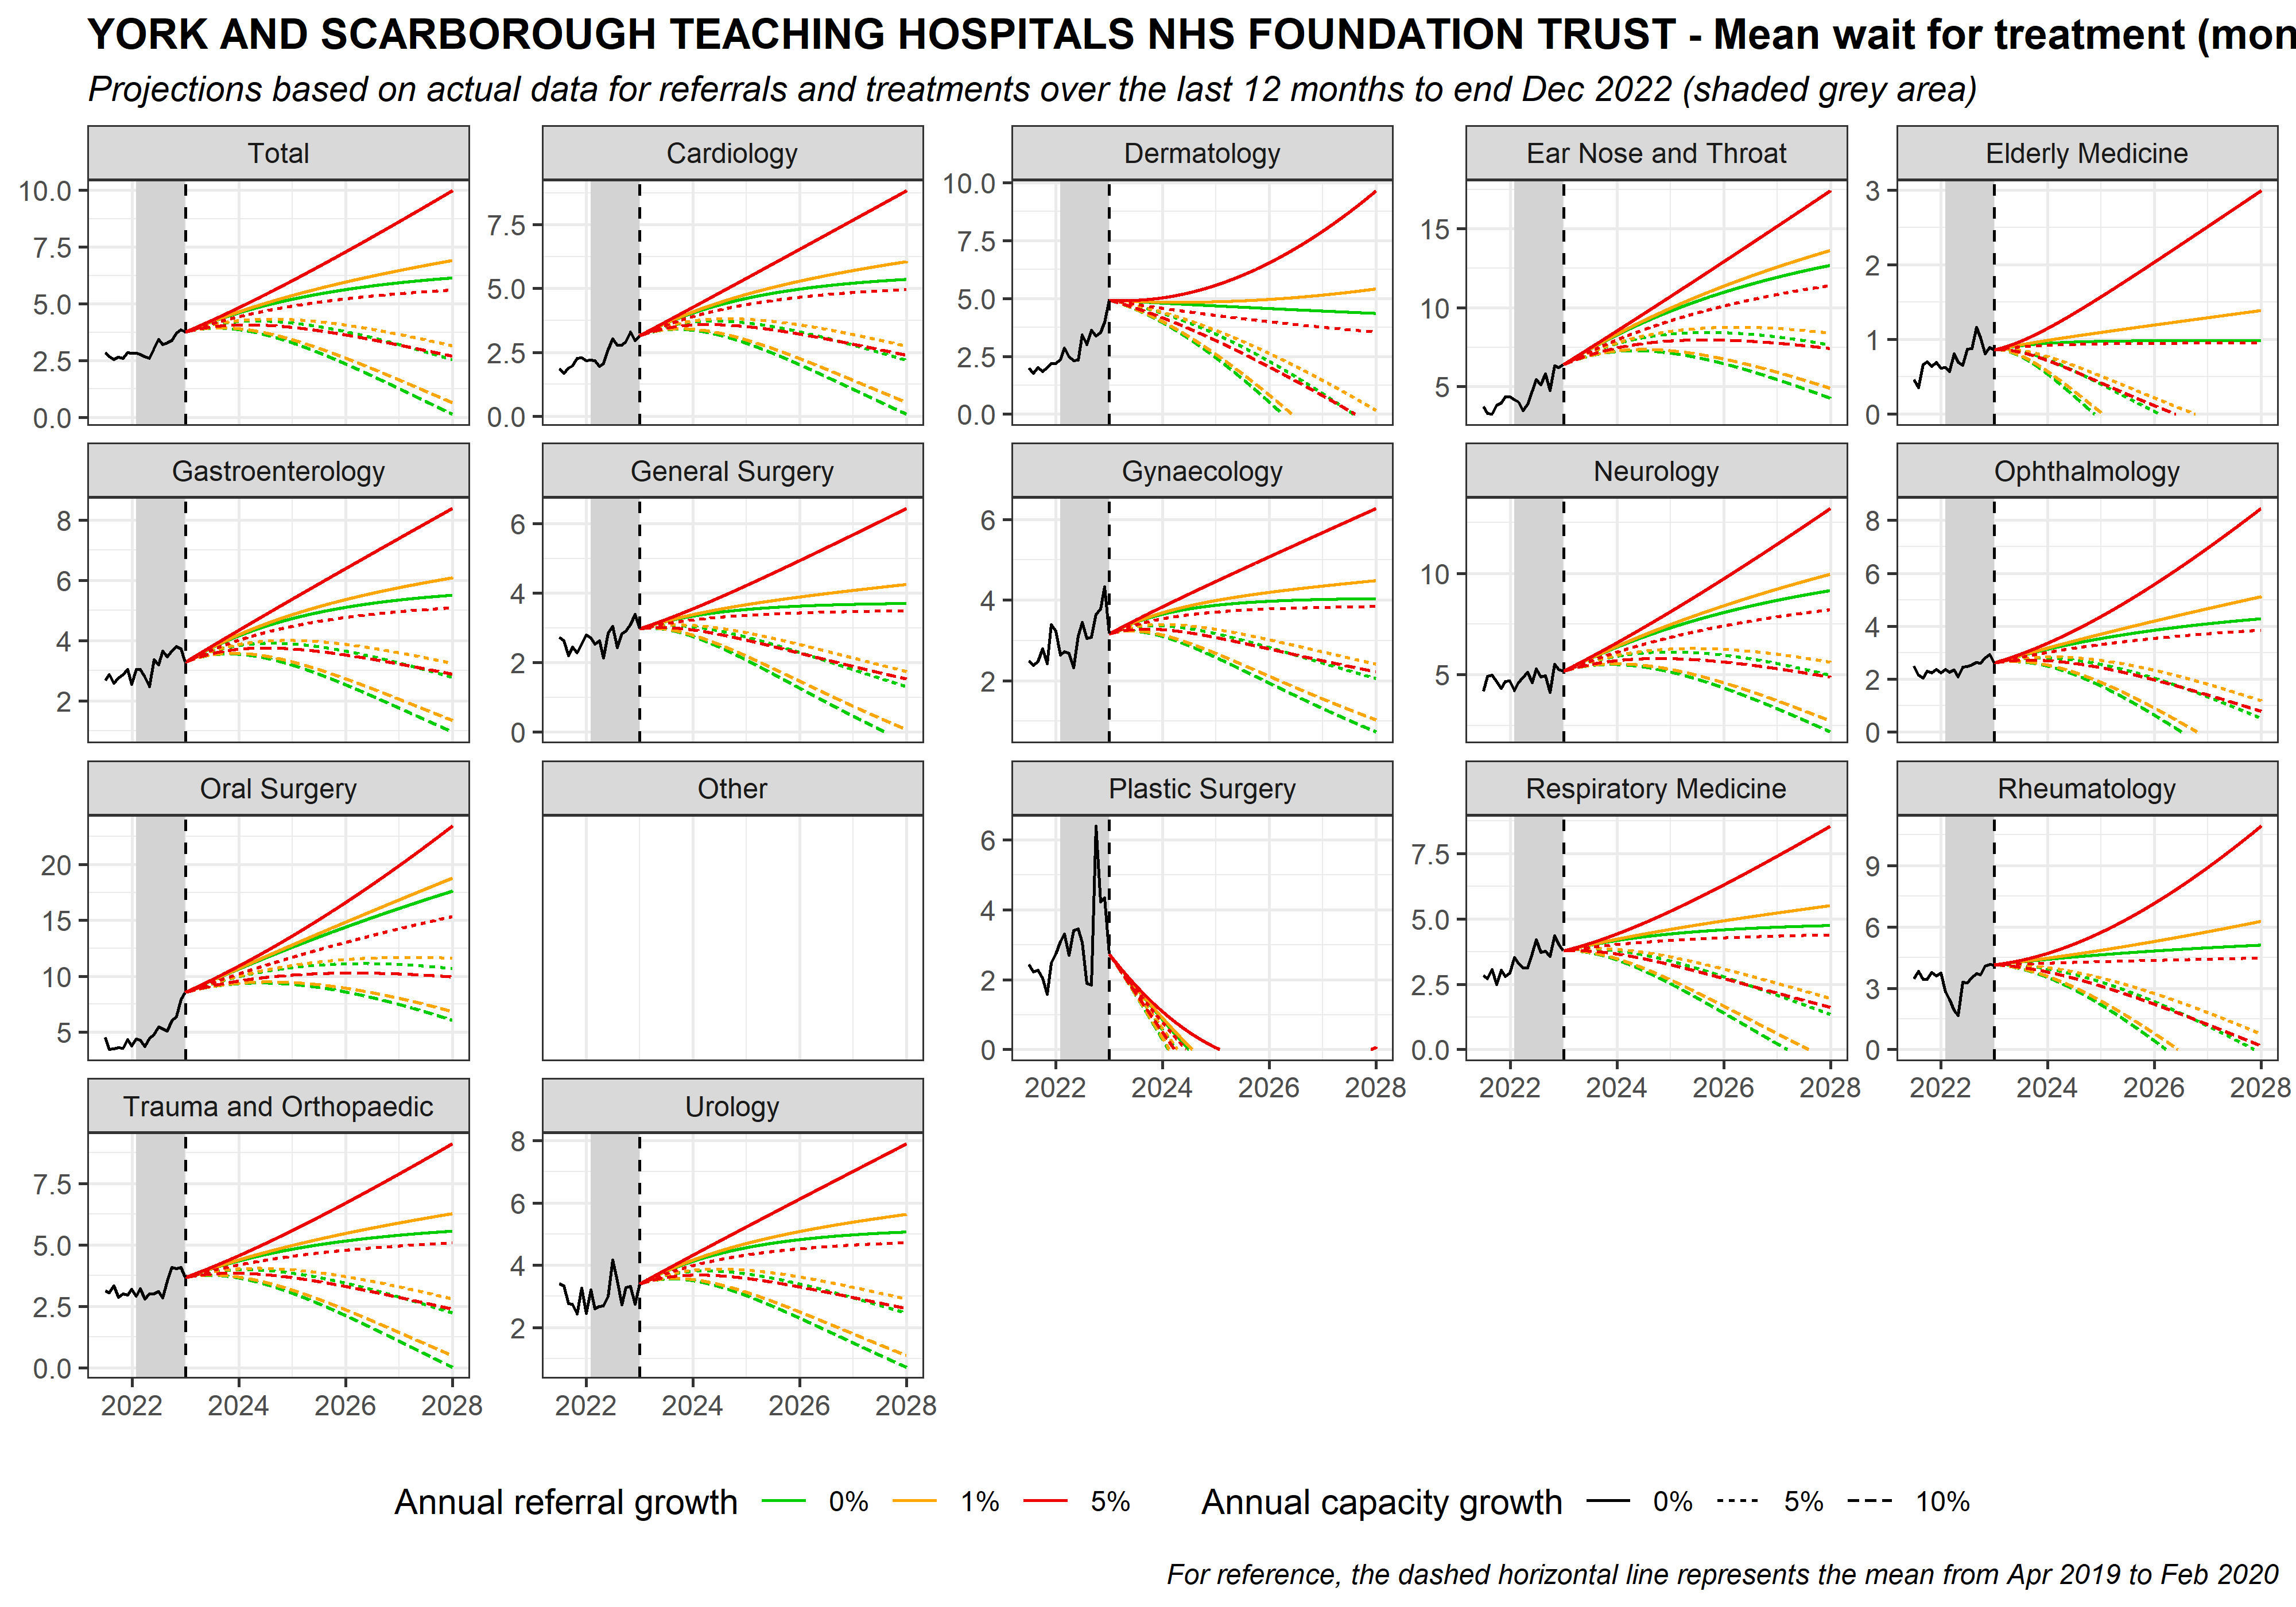 YORK AND SCARBOROUGH TEACHING HOSPITALS NHS FOUNDATION TRUST - Mean wait for treatment (mon
Projections based on actual data for referrals and treatments over the last 12 months to end Dec 2022 (shaded grey area)
Total Cardiology Dermatology Ear Nose and Throat Elderly Medicine
10.0 7.5 5.0 2.5 0.0
7.5 5.0 2.5 0.0
10.0 7.5 5.0 2.5 0.0
15 10 5
3 2 1 0
Gastroenterology General Surgery Gynaecology Neurology Ophthalmology
8 6 4 2
6 4 2 0
6 4 2
10 5
8 6 4 2 0
Oral Surgery Other Plastic Surgery Respiratory Medicine Rheumatology
20 15 10 5
6 4 2 0
7.5 5.0 2.5 0.0
9 6 3 0
2022 2024 2026 2028 2022 2024 2026 2028 2022 2024 2026 2028
Trauma and Orthopaedic Urology
7.5 5.0 2.5 0.0
8 6 4 2
2022 2024 2026 2028 2022 2024 2026 2028
Annual referral growth 0% 1% 5% Annual capacity growth 0% 5% 10%
For reference, the dashed horizontal line represents the mean from Apr 2019 to Feb 2020